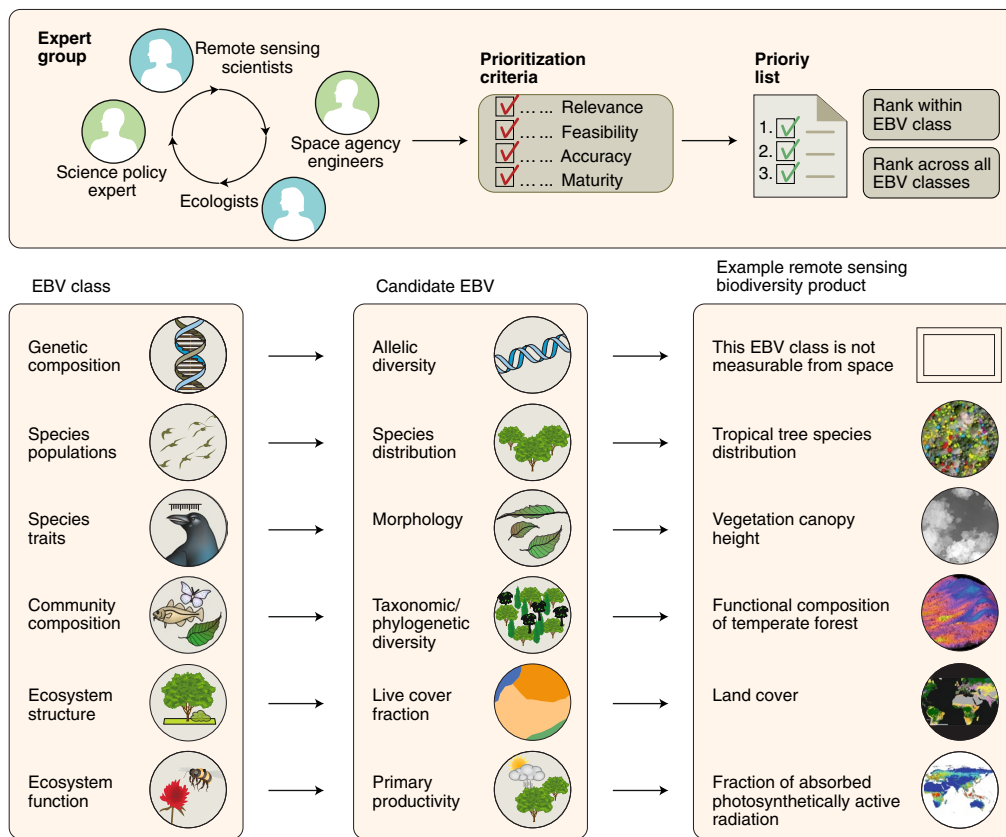 Expert
group
Remote sensing
scientists
Space agency
engineers
Science policy
expert
Ecologists
Prioritization
criteria
... ... Relevance
... ... Feasibility
... ... Accuracy
... ... Maturity
Prioriy
list
1.
2.
3.
Rank within
EBV class
Rank across all
EBV classes
EBV class
Candidate EBV
Example remote sensing
biodiversity product
Genetic
composition
Allelic
diversity
This EBV class is not
measurable from space
Species
populations
Species
distribution
Tropical tree species
distribution
Species
traits
Morphology
Vegetation canopy
height
Community
composition
Taxonomic/
phylogenetic
diversity
Functional composition
of temperate forest
Ecosystem
structure
Live cover
fraction
Land cover
Ecosystem
function
Primary
productivity
Fraction of absorbed
photosynthetically active
radiation